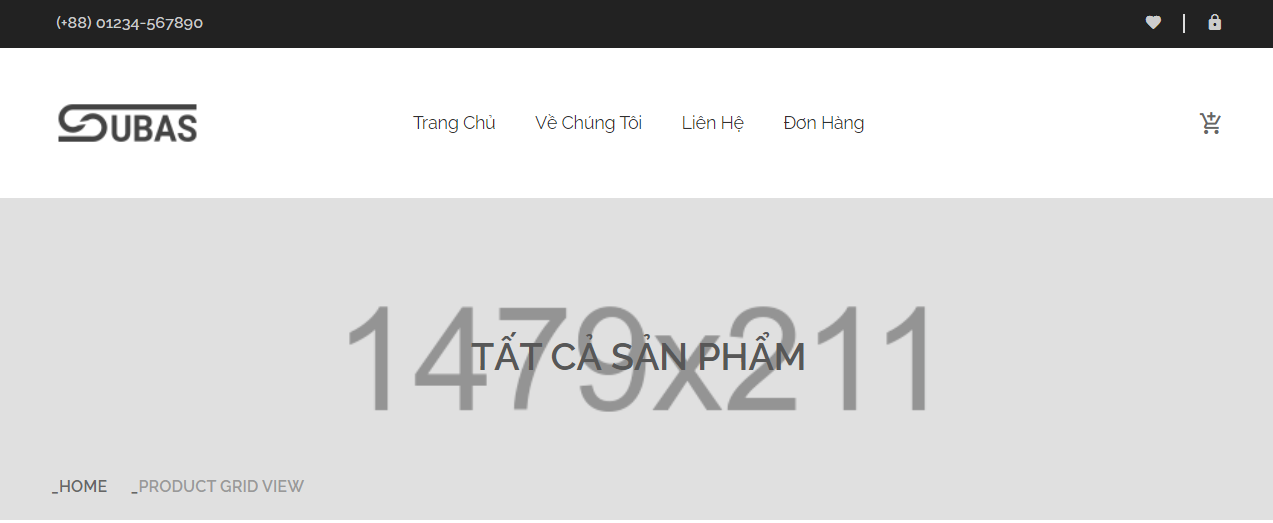 (+88) 01234-567890
SUBAS
Trang Chủ Về Chúng Tôi Liên Hệ Đơn Hàng
1479x211
TẤT CẢ SẢN PHẨM
_HOME _PRODUCT GRID VIEW